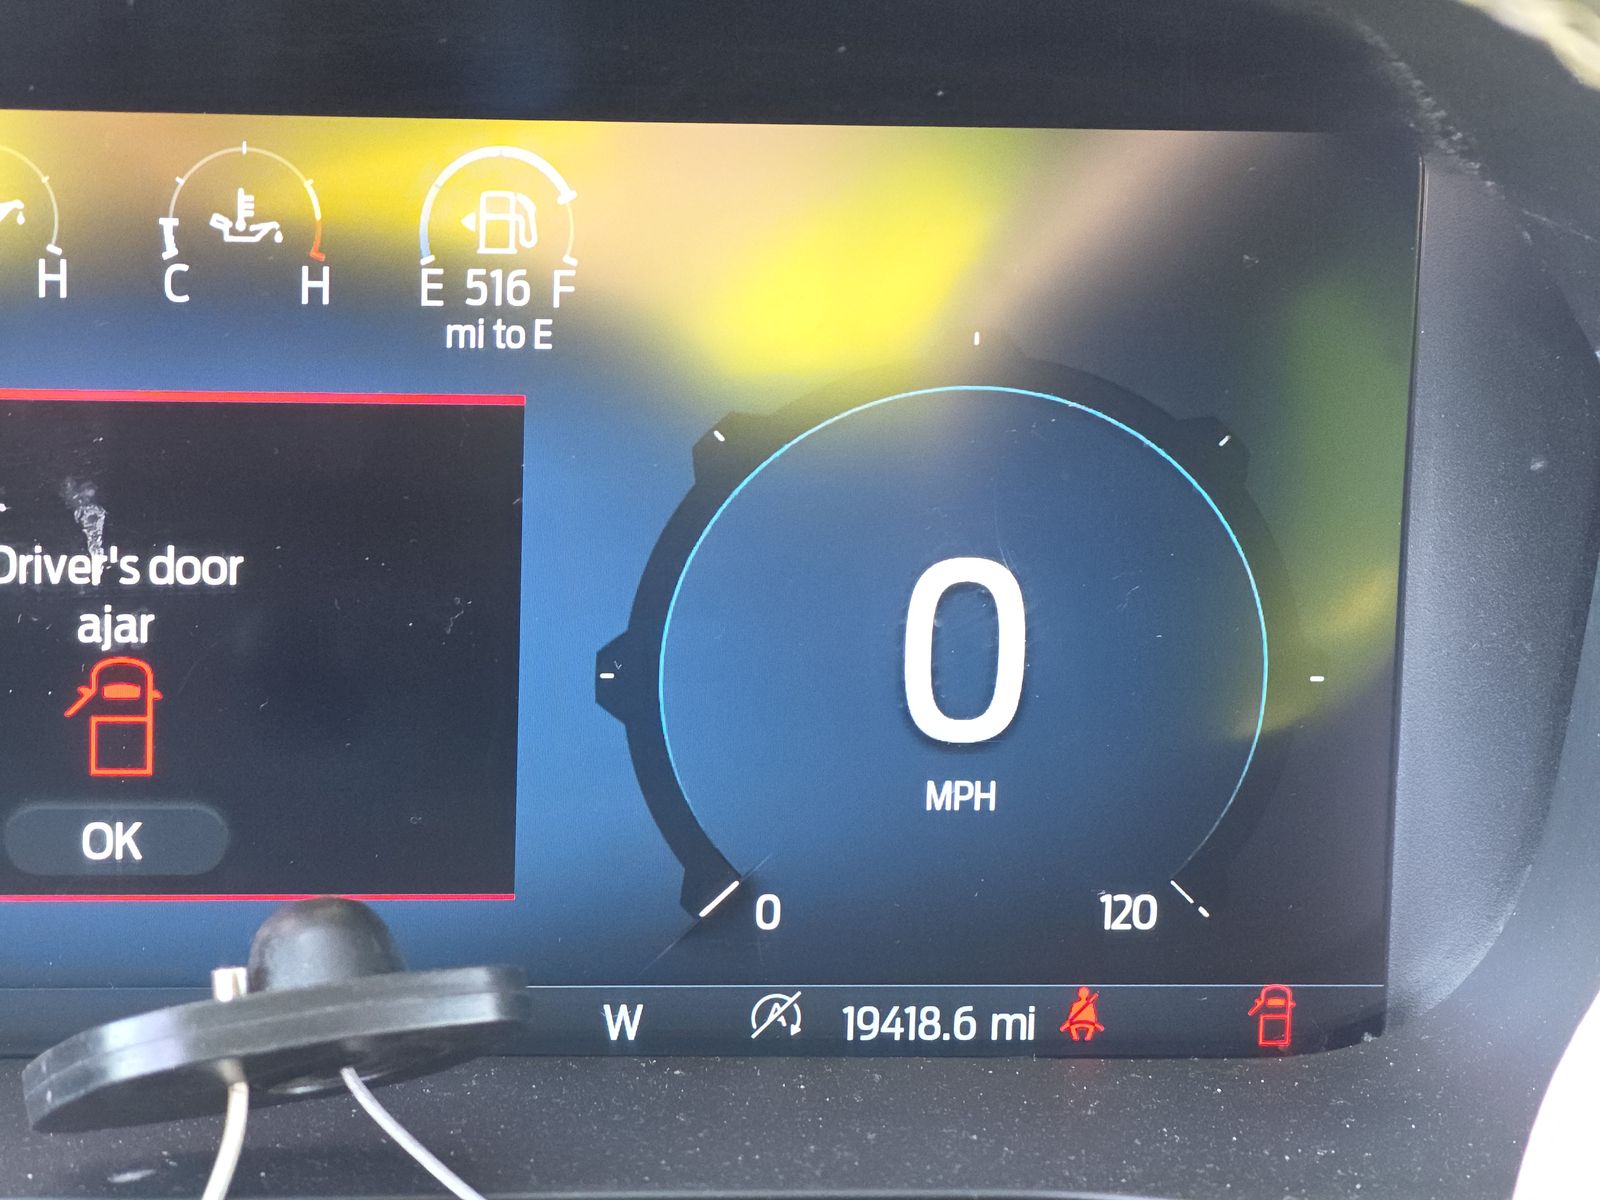 H
C H
E 516 F
mi to E
Driver's door
ajar
OK
0
MPH
0 120
W A 19418.6 mi